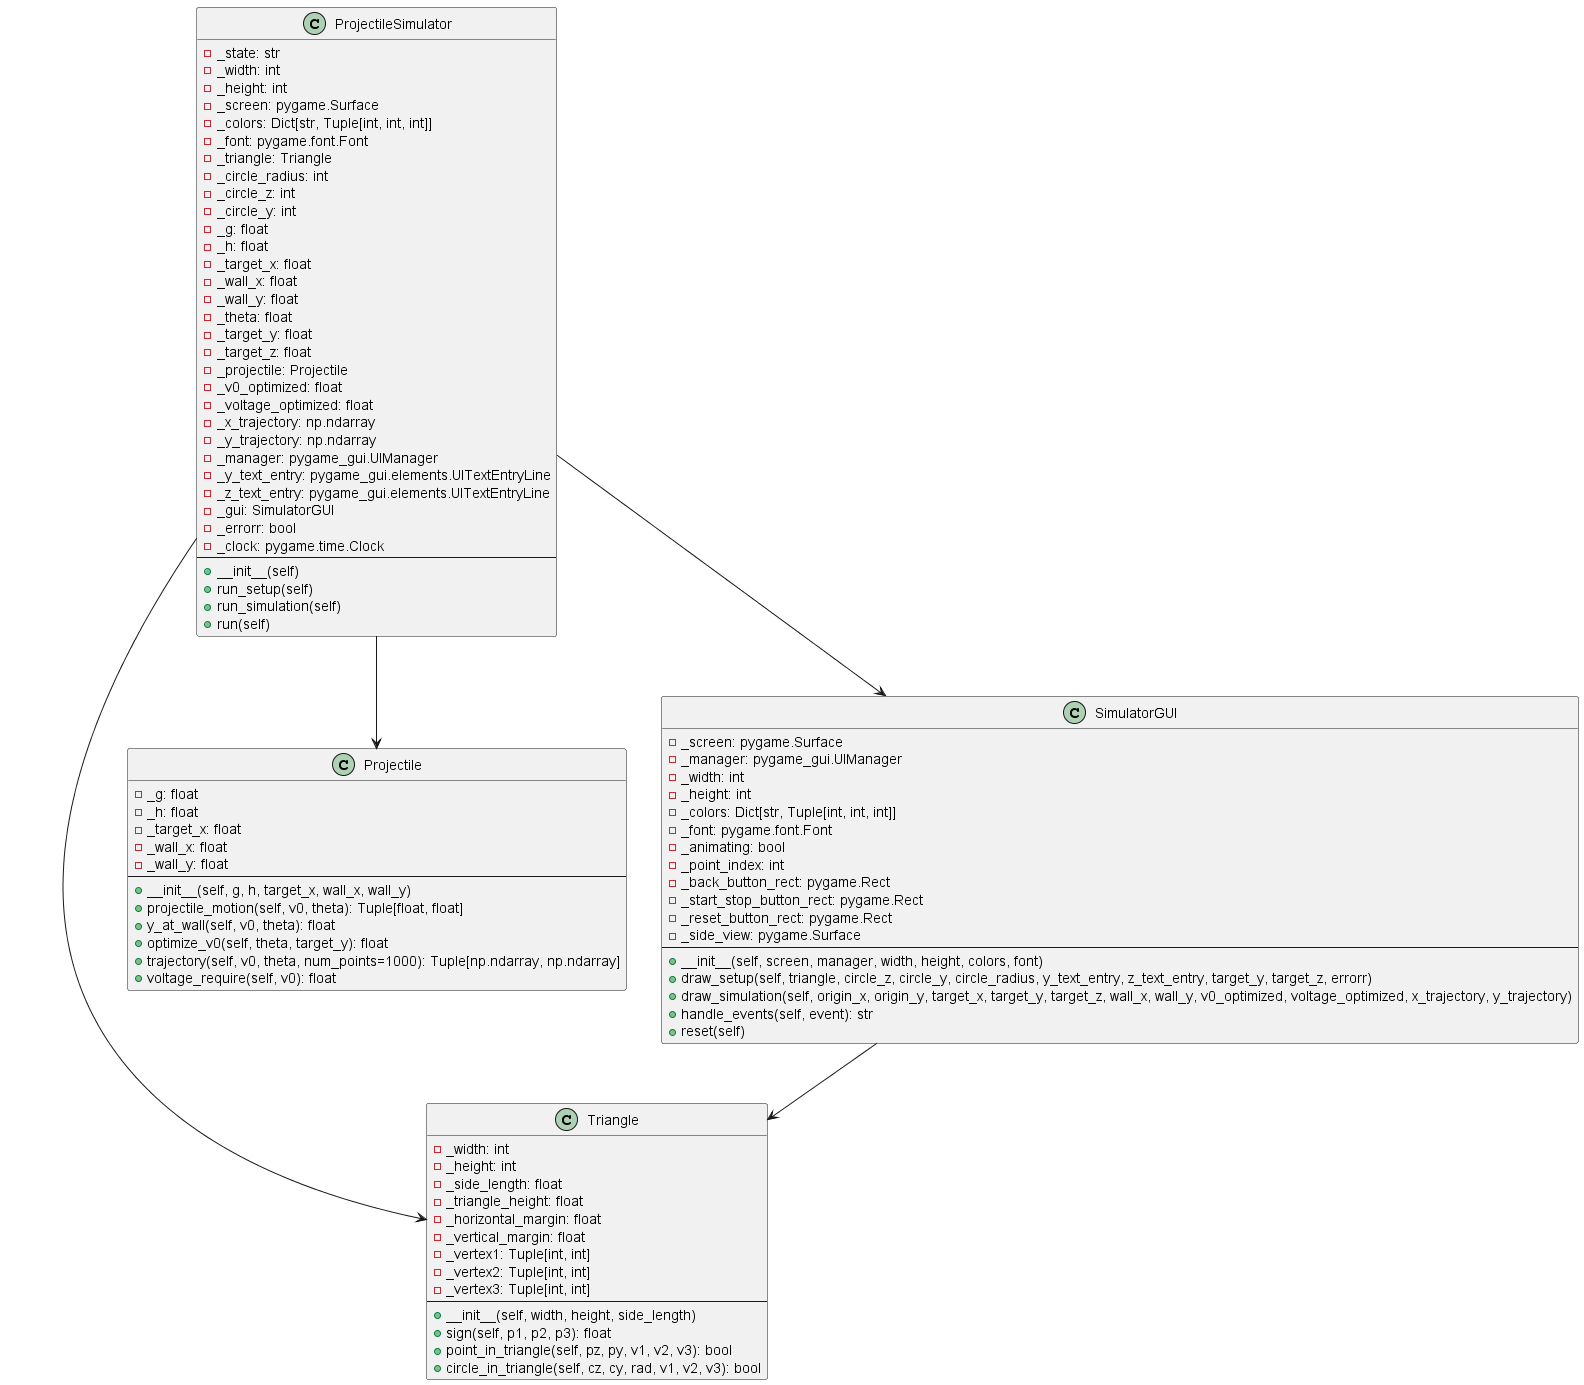 C ProjectileSimulator
_state: str
_width: int
_height: int
_screen: pygame.Surface
_colors: Dict[str, Tuple[int, int, int]]
_font: pygame.font.Font
_triangle: Triangle
_circle_radius: int
_circle_z: int
_circle_y: int
_g: float
_h: float
_target_x: float
_wall_x: float
_wall_y: float
_theta: float
_target_y: float
_target_z: float
_projectile: Projectile
_v0_optimized: float
_voltage_optimized: float
_x_trajectory: np.ndarray
_y_trajectory: np.ndarray
_manager: pygame_gui.UIManager
_y_text_entry: pygame_gui.elements.UITextEntryLine
_z_text_entry: pygame_gui.elements.UITextEntryLine
_gui: SimulatorGUI
_errorr: bool
_clock: pygame.time.Clock
__init__(self)
run_setup(self)
run_simulation(self)
run(self)
C Projectile
_g: float
_h: float
_target_x: float
_wall_x: float
_wall_y: float
__init__(self, g, h, target_x, wall_x, wall_y)
projectile_motion(self, v0, theta): Tuple[float, float]
y_at_wall(self, v0, theta): float
optimize_v0(self, theta, target_y): float
trajectory(self, v0, theta, num_points=1000): Tuple[np.ndarray, np.ndarray]
voltage_require(self, v0): float
C SimulatorGUI
_screen: pygame.Surface
_manager: pygame_gui.UIManager
_width: int
_height: int
_colors: Dict[str, Tuple[int, int, int]]
_font: pygame.font.Font
_animating: bool
_point_index: int
_back_button_rect: pygame.Rect
_start_stop_button_rect: pygame.Rect
_reset_button_rect: pygame.Rect
_side_view: pygame.Surface
__init__(self, screen, manager, width, height, colors, font)
draw_setup(self, triangle, circle_z, circle_y, circle_radius, y_text_entry, z_text_entry, target_y, target_z, errorr)
draw_simulation(self, origin_x, origin_y, target_x, target_y, target_z, wall_x, wall_y, v0_optimized, voltage_optimized, x_trajectory, y_trajectory)
handle_events(self, event): str
reset(self)
C Triangle
_width: int
_height: int
_side_length: float
_triangle_height: float
_horizontal_margin: float
_vertical_margin: float
_vertex1: Tuple[int, int]
_vertex2: Tuple[int, int]
_vertex3: Tuple[int, int]
__init__(self, width, height, side_length)
sign(self, p1, p2, p3): float
point_in_triangle(self, pz, py, v1, v2, v3): bool
circle_in_triangle(self, cz, cy, rad, v1, v2, v3): bool